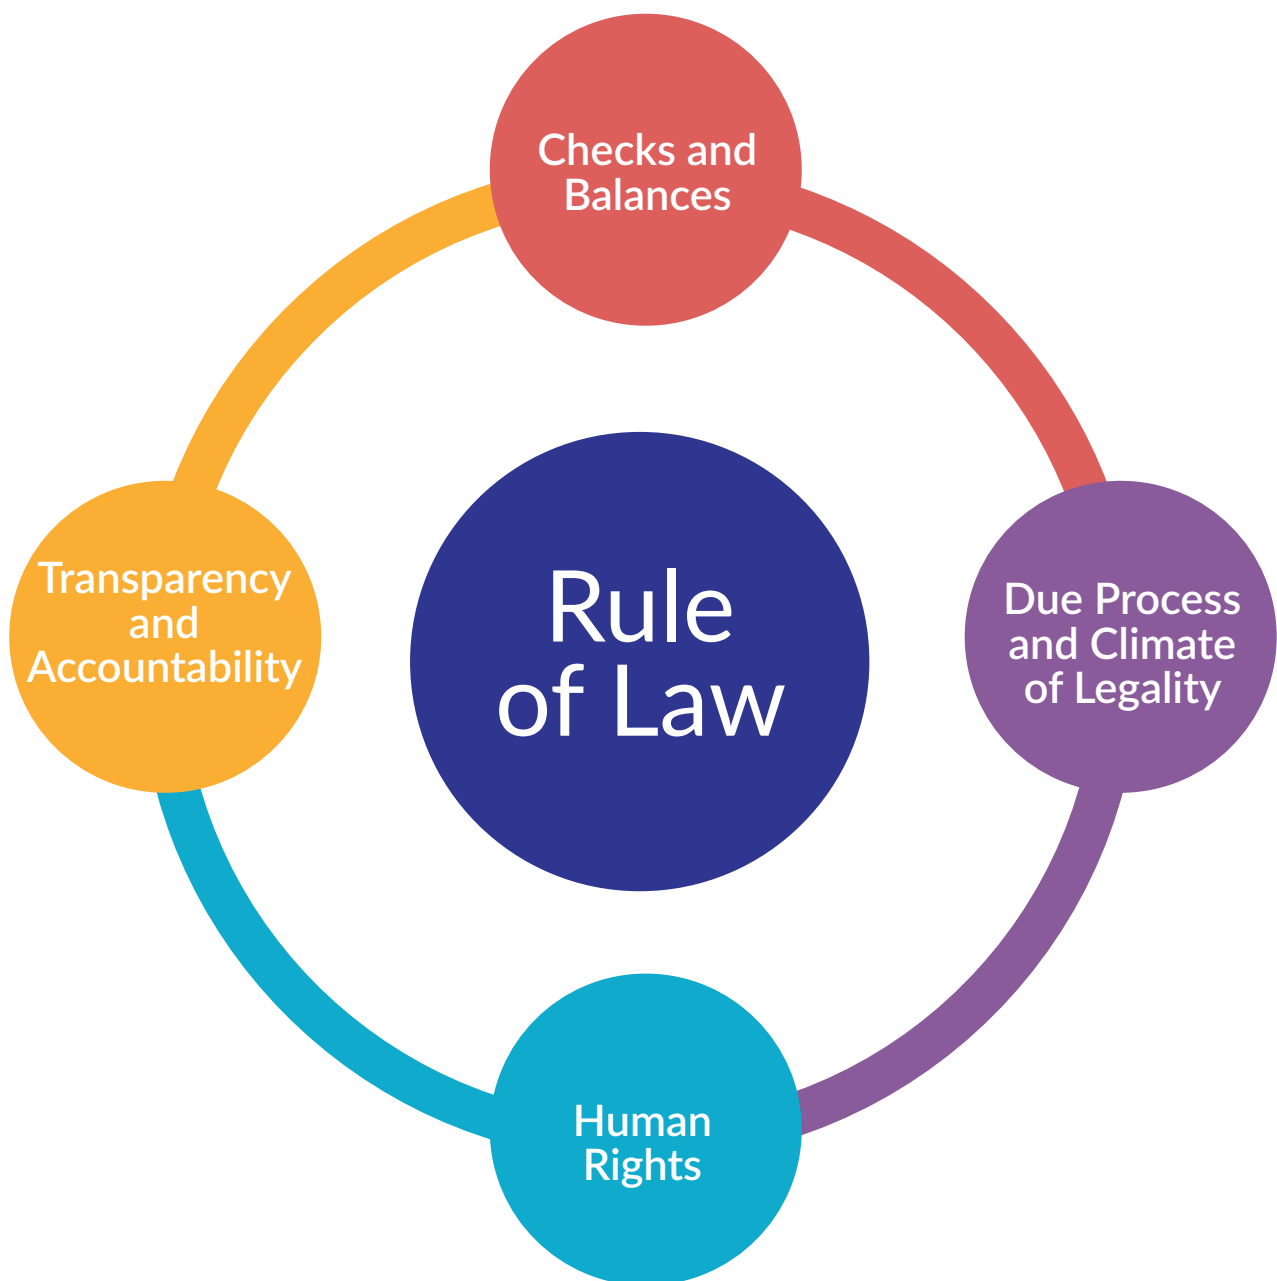 Checks and
Balances
Transparency
and
Accountability
Rule
of Law
Due Process
and Climate
of Legality
Human
Rights